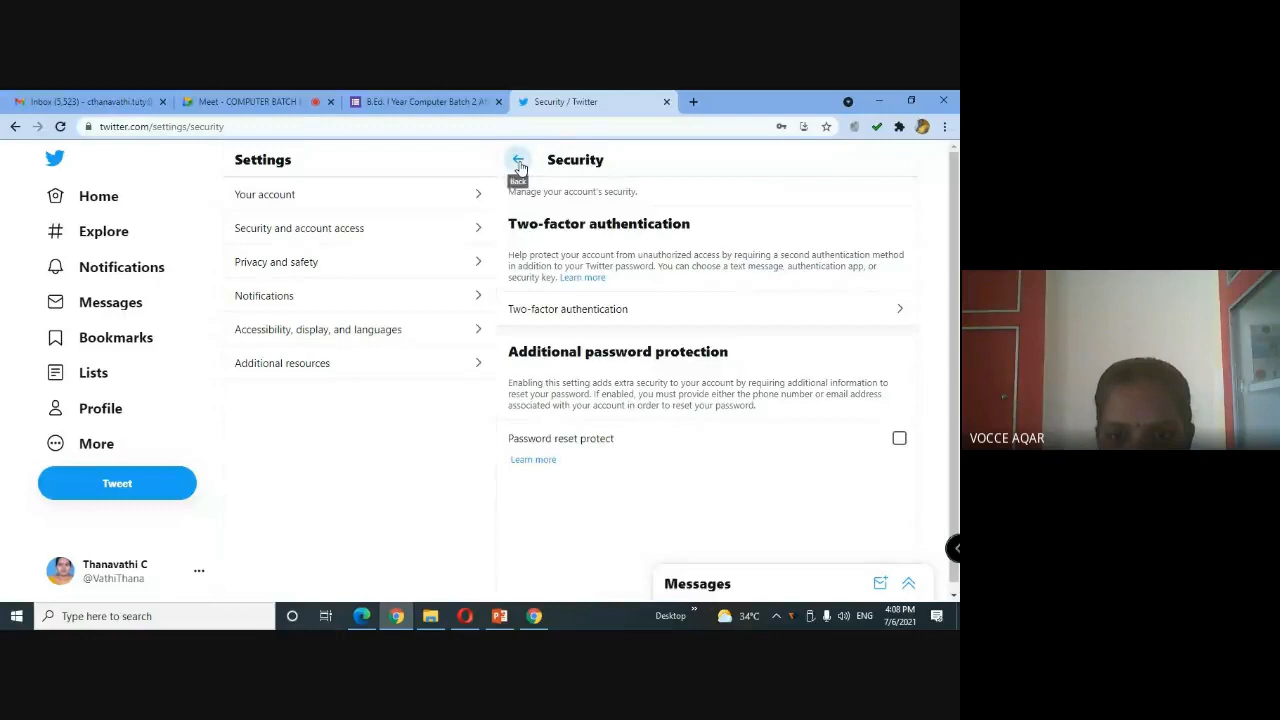 Inbox (5,523) - cthanavathi.tuty@
Meet - COMPUTER BATCH
B.Ed. I Year Computer Batch 2
Security / Twitter
twitter.com/settings/security
Home
Explore
Notifications
Messages
Bookmarks
Lists
Profile
More
Tweet
Thanavathi C
@VathiThana
Settings
Your account
Security and account access
Privacy and safety
Notifications
Accessibility, display, and languages
Additional resources
Security
Back
Manage your account's security.
Two-factor authentication
Help protect your account from unauthorized access by requiring a second authentication method
in addition to your Twitter password. You can choose a text message, authentication app, or
security key. Learn more
Two-factor authentication
Additional password protection
Enabling this setting adds extra security to your account by requiring additional information to
reset your password. If enabled, you must provide either the phone number or email address
associated with your account in order to reset your password.
Password reset protect
Learn more
Messages
Type here to search
Desktop
34°C
ENG
4:08 PM
7/6/2021
VOCCE AQAR